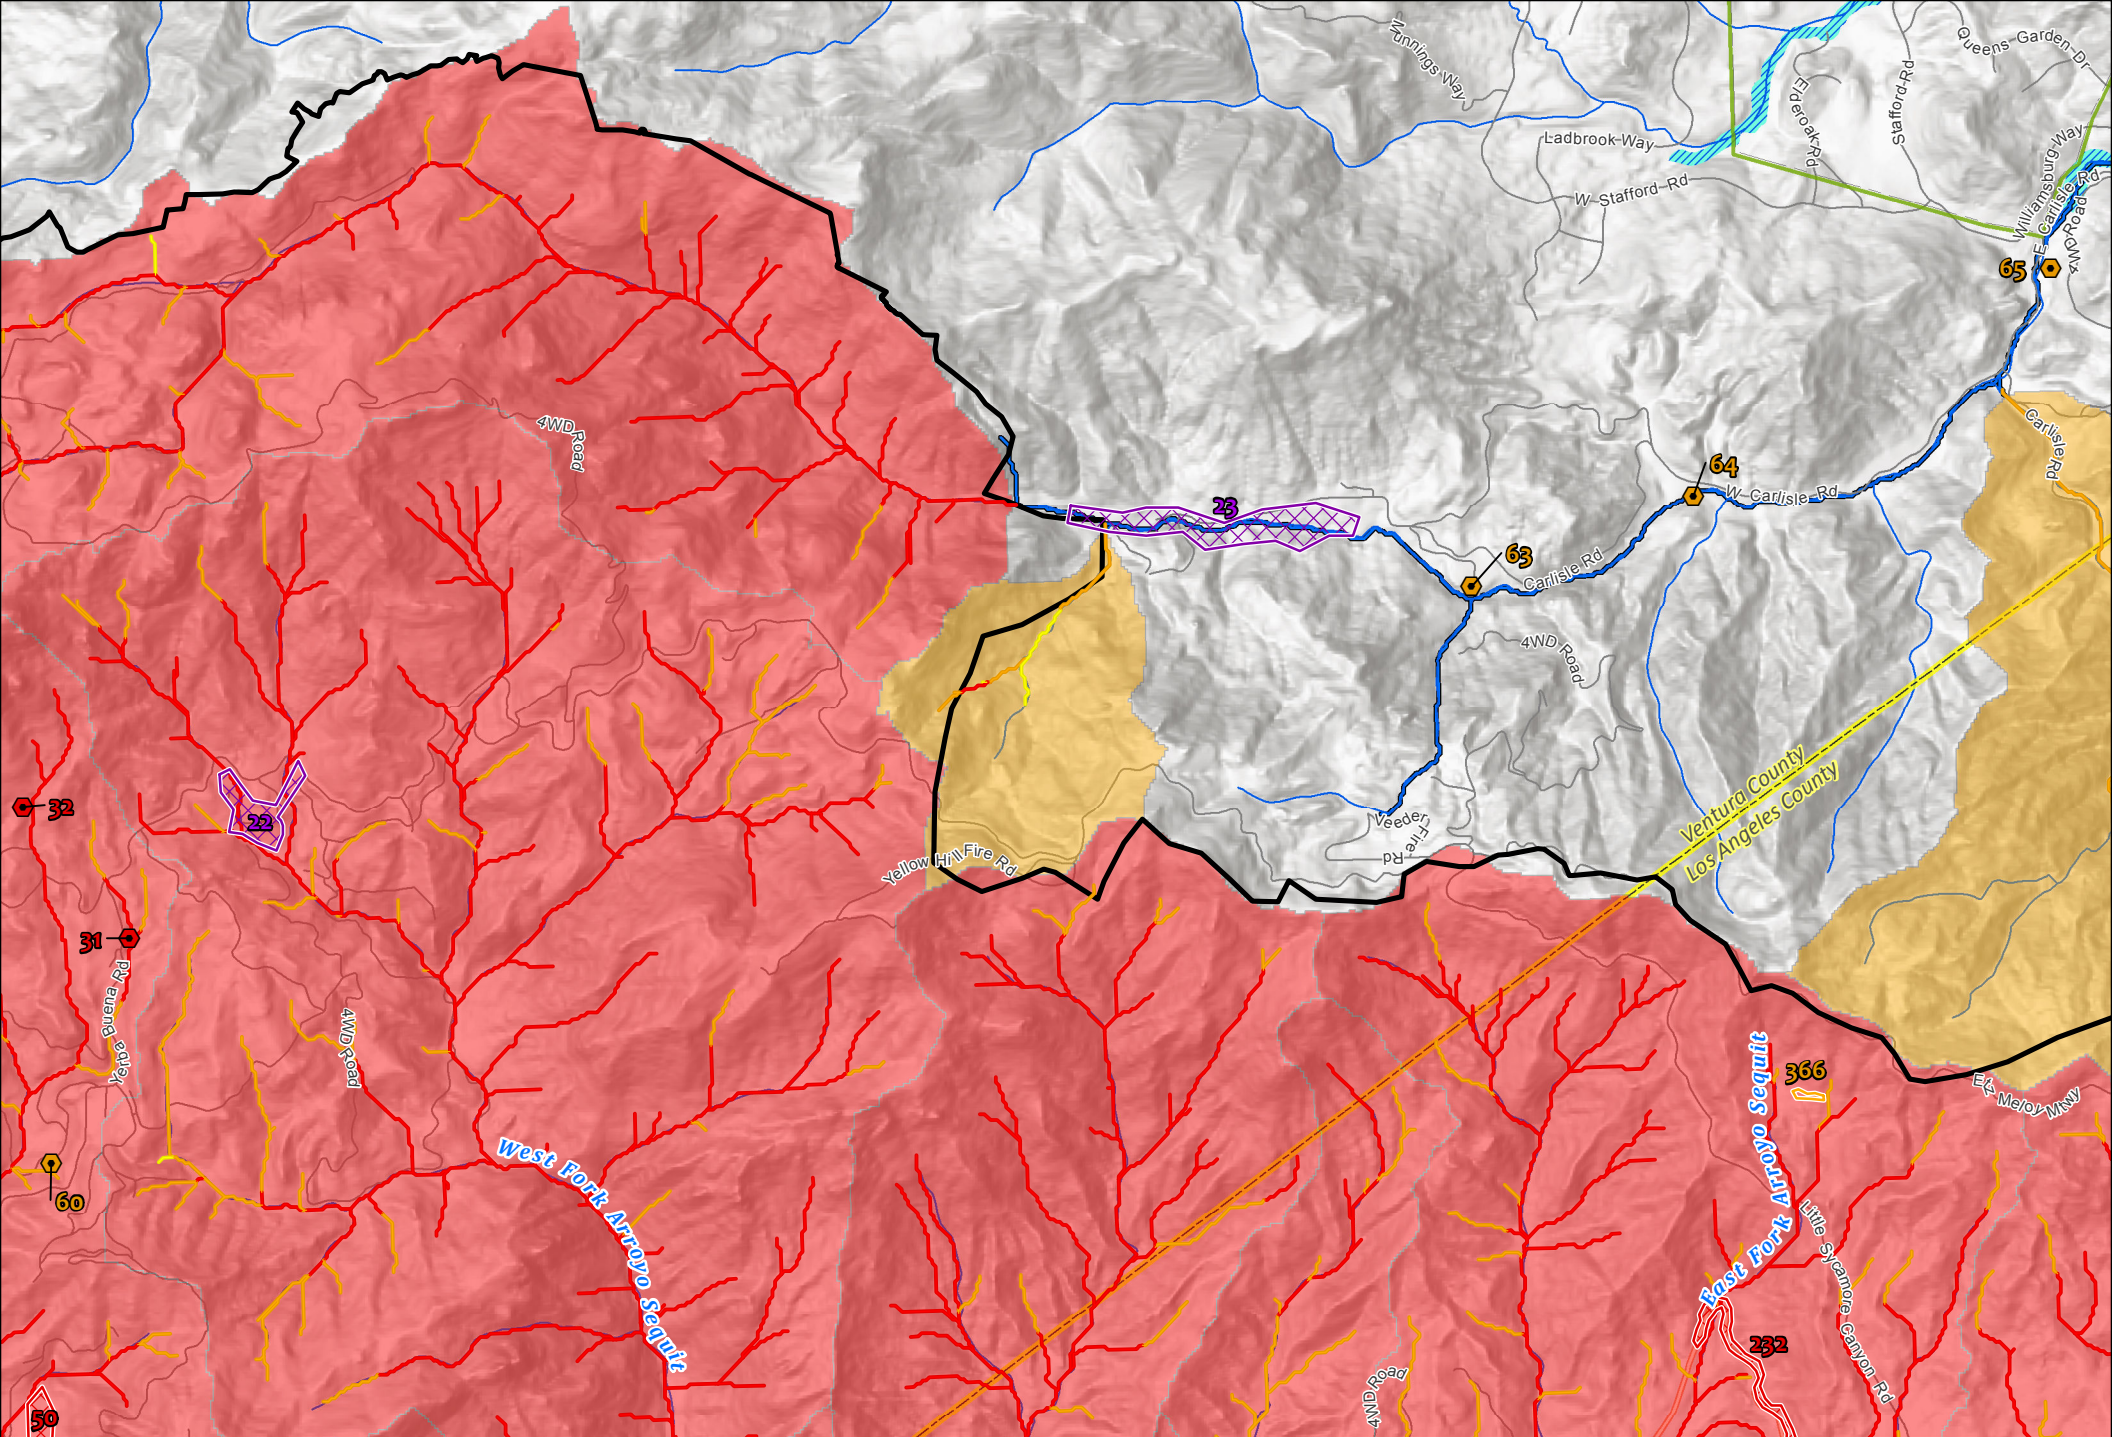 Munnings Way
Queens Garden Dr
Stafford Rd
Elderoak Rd
Ladbrook Way
W Stafford Rd
Williamsburg Way
E Carlisle Rd
4WD Road
65
4WD Road
Carlisle Rd
64
W Carlisle Rd
23
63
Carlisle Rd
4WD Road
Ventura County
Los Angeles County
32
22
Veeder
Fire
Rd
Yellow Hill Fire Rd
31
Yerba Buena Rd
4WD Road
East Fork Arroyo Sequit
366
Etz Meloy Mtwy
West Fork Arroyo Sequit
60
Little Sycamore Canyon Rd
232
4WD Road
50